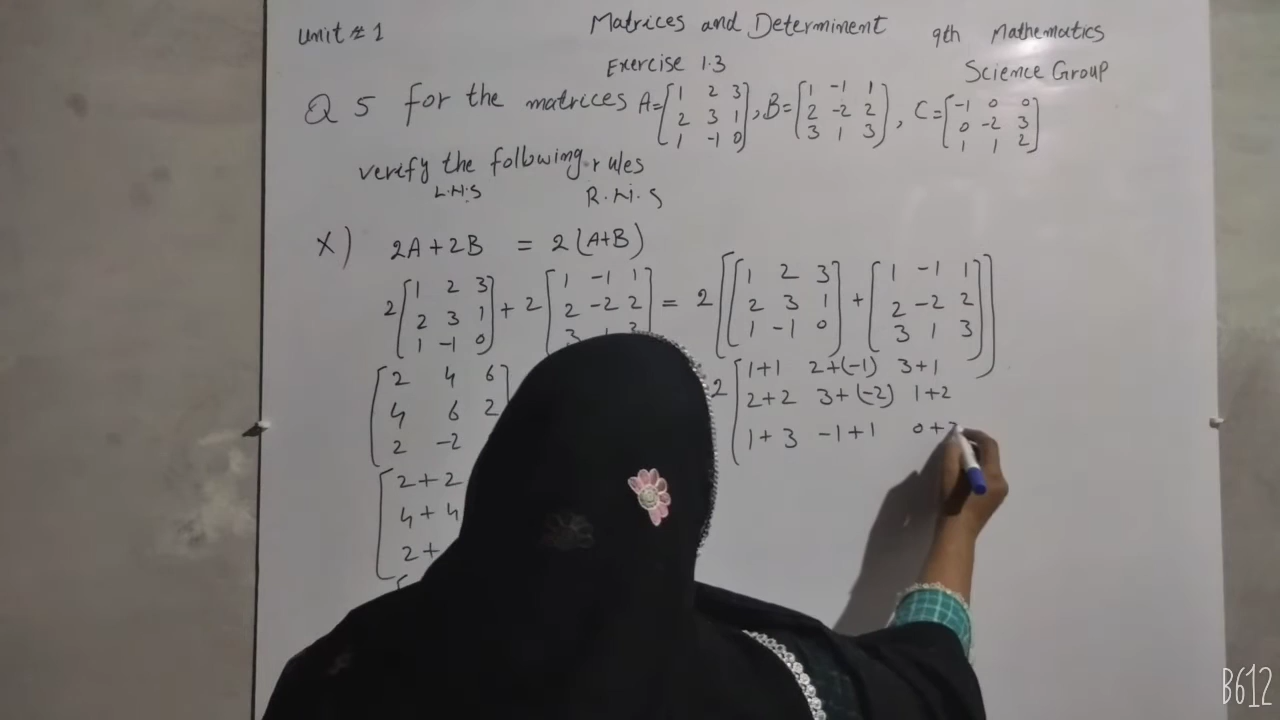 Unit # 1 Matrices and Determinent 9th Mathematics
Exercise 1.3 Science Group
Q 5 for the matrices A=[1 2 3 , B=[1 -1 1 , C=[-1 0 0
2 3 1 2 -2 2 0 -2 3
1 -1 0] 3 1 3] 1 1 2]
verify the following rules
L.H.S R.H.S
X) 2A+2B = 2(A+B)
2[1 2 3 + 2[1 -1 1 = 2[[1 2 3 + [1 -1 1
2 3 1 2 -2 2 2 3 1 2 -2 2
1 -1 0] 1 -1 0] 3 1 3]]
[2 4 6 2[1+1 2+(-1) 3+1
4 6 2 2+2 3+(-2) 1+2
2 -2 1+3 -1+1 0+
[2+2
4+4
2+
B612